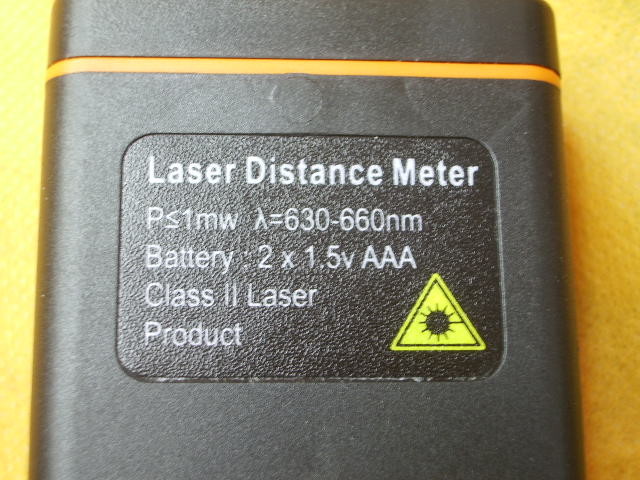 Laser Distance Meter
P≤1mw λ=630-660nm
Battery : 2 x 1.5v AAA
Class II Laser
Product